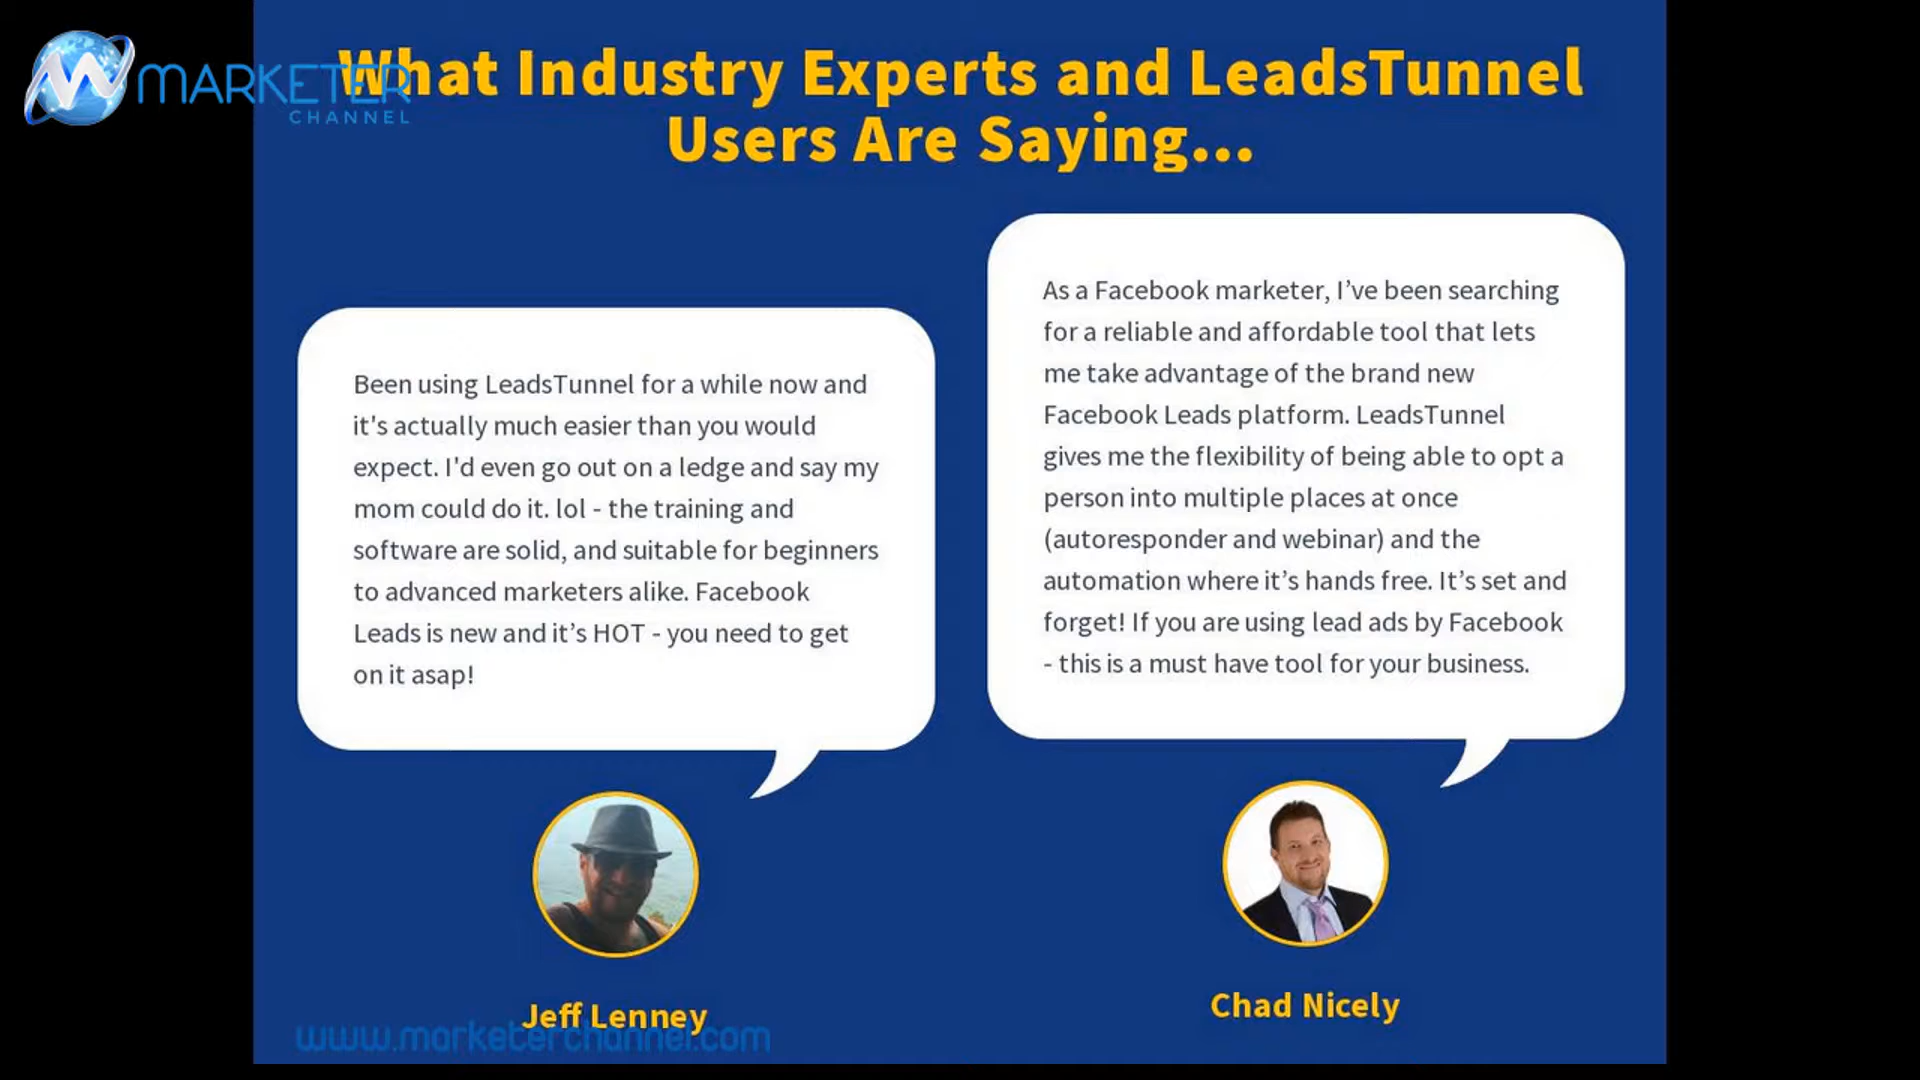 MARKETER
CHANNEL
What Industry Experts and LeadsTunnel
Users Are Saying...
Been using LeadsTunnel for a while now and
it's actually much easier than you would
expect. I'd even go out on a ledge and say my
mom could do it. lol - the training and
software are solid, and suitable for beginners
to advanced marketers alike. Facebook
Leads is new and it’s HOT - you need to get
on it asap!
Jeff Lenney
As a Facebook marketer, I’ve been searching
for a reliable and affordable tool that lets
me take advantage of the brand new
Facebook Leads platform. LeadsTunnel
gives me the flexibility of being able to opt a
person into multiple places at once
(autoresponder and webinar) and the
automation where it’s hands free. It’s set and
forget! If you are using lead ads by Facebook
- this is a must have tool for your business.
Chad Nicely
www.marketerchannel.com